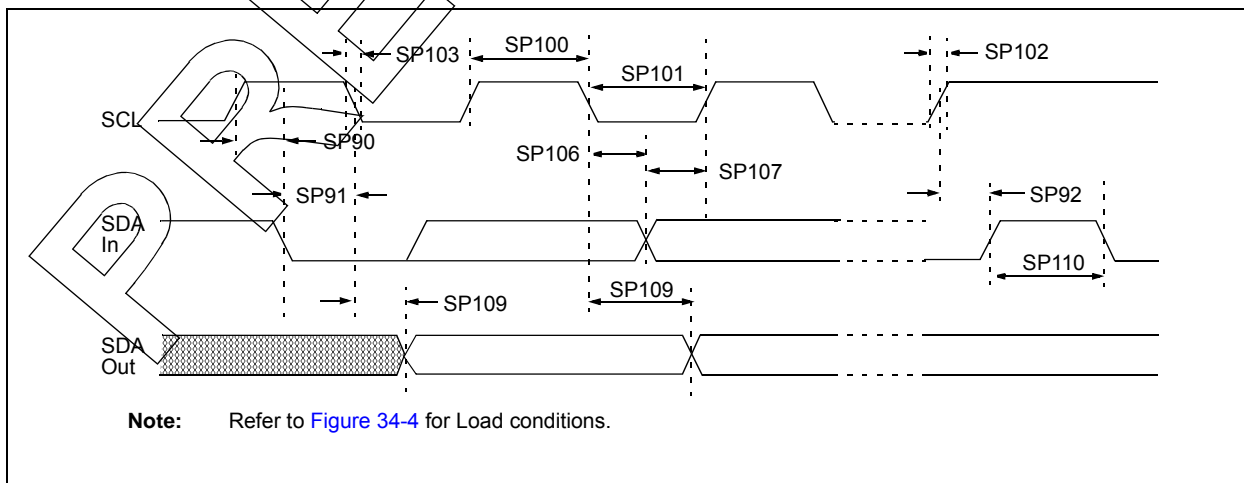 SP103
SP100
SP101
SP102
SCL
SP90
SP106
SP107
SP91
SP92
SDA
In
SP110
SP109
SP109
SDA
Out
Note: Refer to Figure 34-4 for Load conditions.